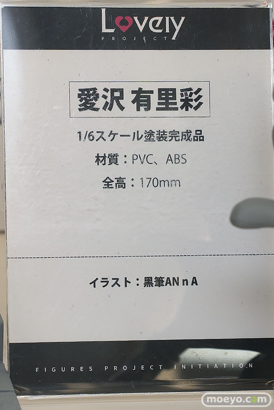 Lovely
PROJECT
愛沢 有里彩
1/6スケール塗装完成品
材質：PVC、ABS
全高：170mm
イラスト：黒筆ANnA
FIGURES PROJECT INITIATION
moeyo.com